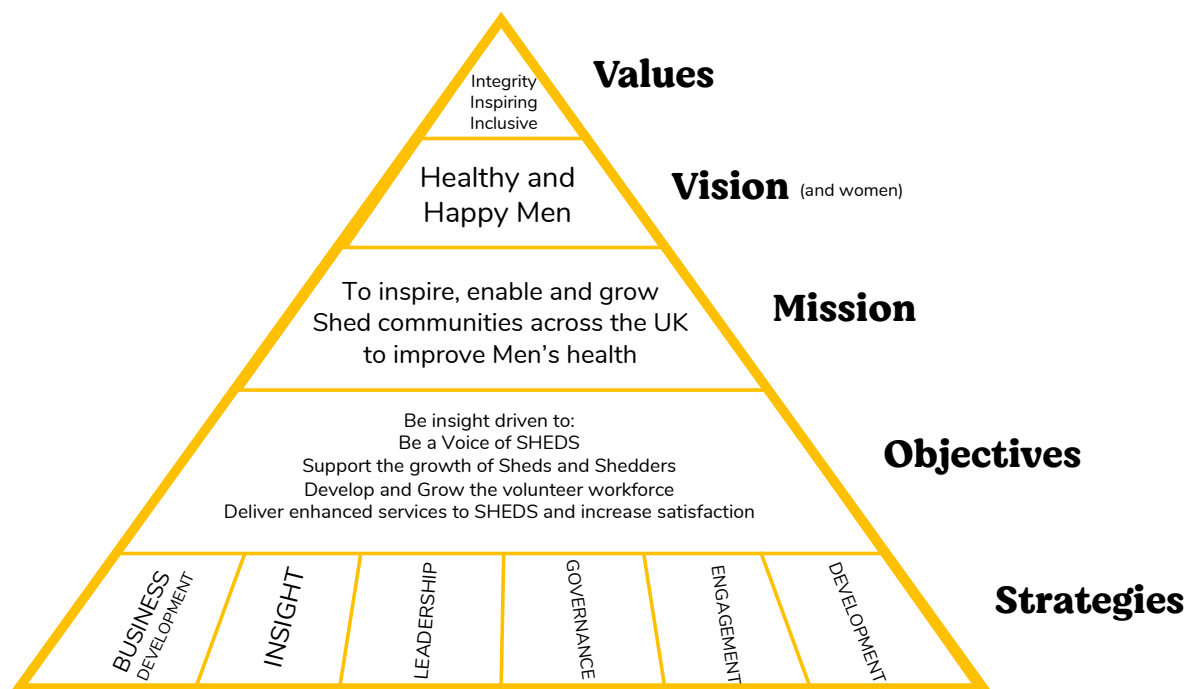 Integrity
Inspiring
Inclusive
Values
Healthy and
Happy Men
Vision (and women)
To inspire, enable and grow
Shed communities across the UK
to improve Men’s health
Mission
Be insight driven to:
Be a Voice of SHEDS
Support the growth of Sheds and Shedders
Develop and Grow the volunteer workforce
Deliver enhanced services to SHEDS and increase satisfaction
Objectives
BUSINESS
DEVELOPMENT
INSIGHT
LEADERSHIP
GOVERNANCE
ENGAGEMENT
DEVELOPMENT
Strategies